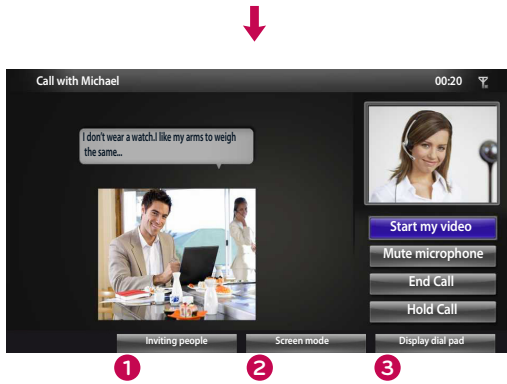 Call with Michael
00:20
I don't wear a watch.I like my arms to weigh
the same...
Start my video
Mute microphone
End Call
Hold Call
Inviting people
Screen mode
Display dial pad
1
2
3